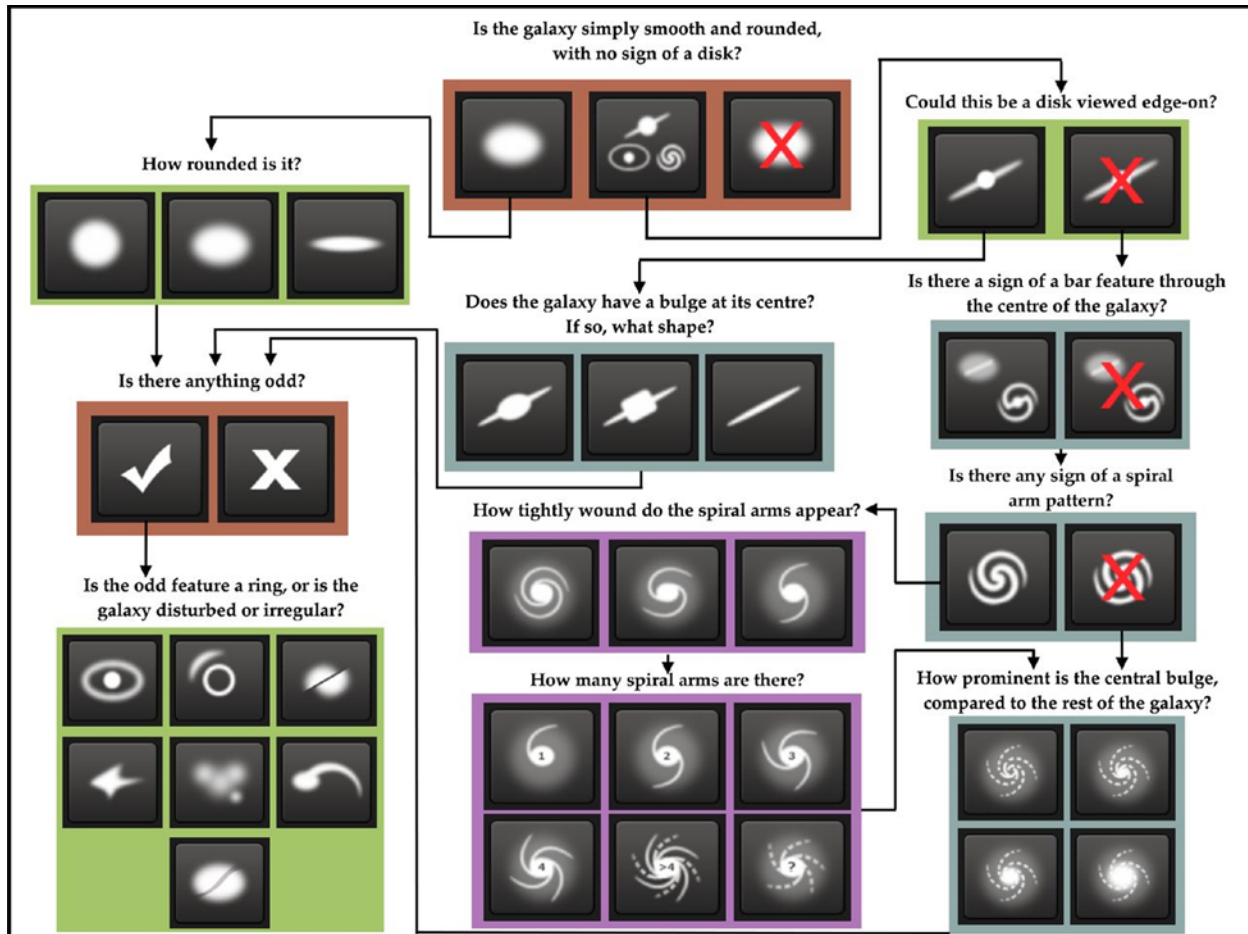 Is the galaxy simply smooth and rounded,
with no sign of a disk?
Could this be a disk viewed edge-on?
How rounded is it?
Is there a sign of a bar feature through
the centre of the galaxy?
Does the galaxy have a bulge at its centre?
If so, what shape?
Is there anything odd?
Is there any sign of a spiral
arm pattern?
How tightly wound do the spiral arms appear?
Is the odd feature a ring, or is the
galaxy disturbed or irregular?
How many spiral arms are there?
1
2
3
4
>4
?
How prominent is the central bulge,
compared to the rest of the galaxy?